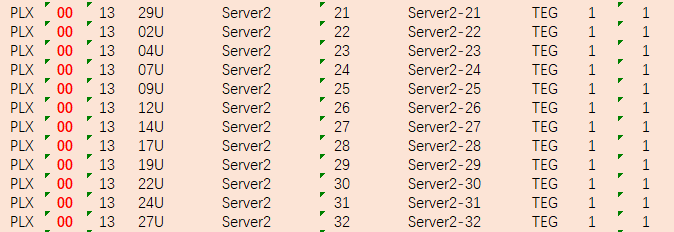 PLX 00 13 29U Server2 21 Server2-21 TEG 1 1
PLX 00 13 02U Server2 22 Server2-22 TEG 1 1
PLX 00 13 04U Server2 23 Server2-23 TEG 1 1
PLX 00 13 07U Server2 24 Server2-24 TEG 1 1
PLX 00 13 09U Server2 25 Server2-25 TEG 1 1
PLX 00 13 12U Server2 26 Server2-26 TEG 1 1
PLX 00 13 14U Server2 27 Server2-27 TEG 1 1
PLX 00 13 17U Server2 28 Server2-28 TEG 1 1
PLX 00 13 19U Server2 29 Server2-29 TEG 1 1
PLX 00 13 22U Server2 30 Server2-30 TEG 1 1
PLX 00 13 24U Server2 31 Server2-31 TEG 1 1
PLX 00 13 27U Server2 32 Server2-32 TEG 1 1